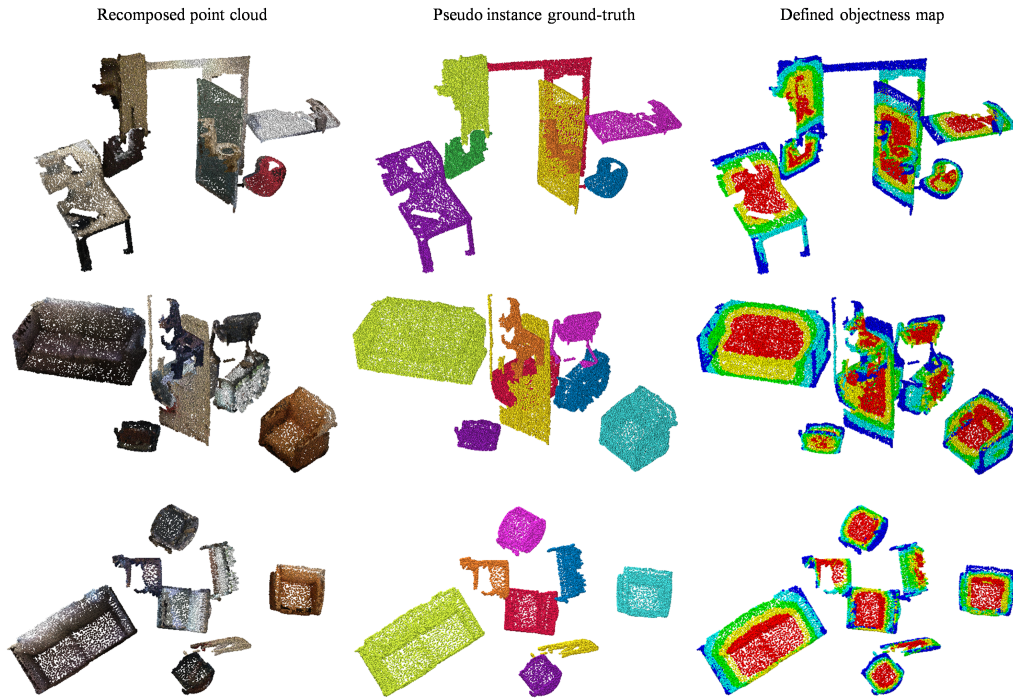 Recomposed point cloud
Pseudo instance ground-truth
Defined objectness map